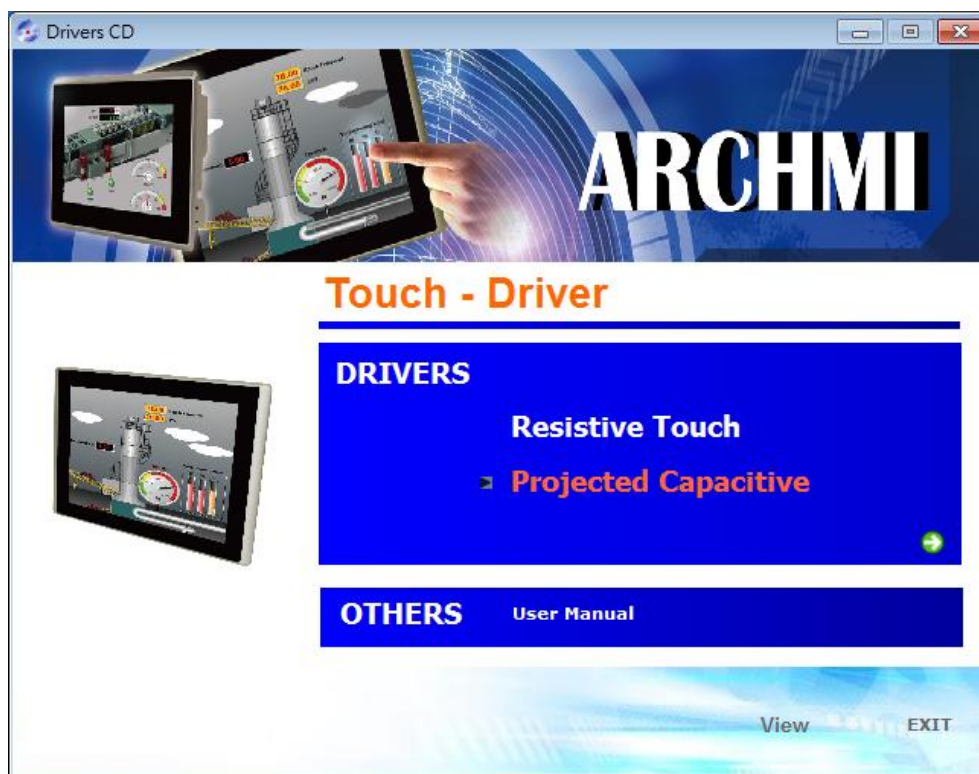 Drivers CD
ARCHMI
Touch - Driver
DRIVERS
Resistive Touch
Projected Capacitive
OTHERS
User Manual
View
EXIT